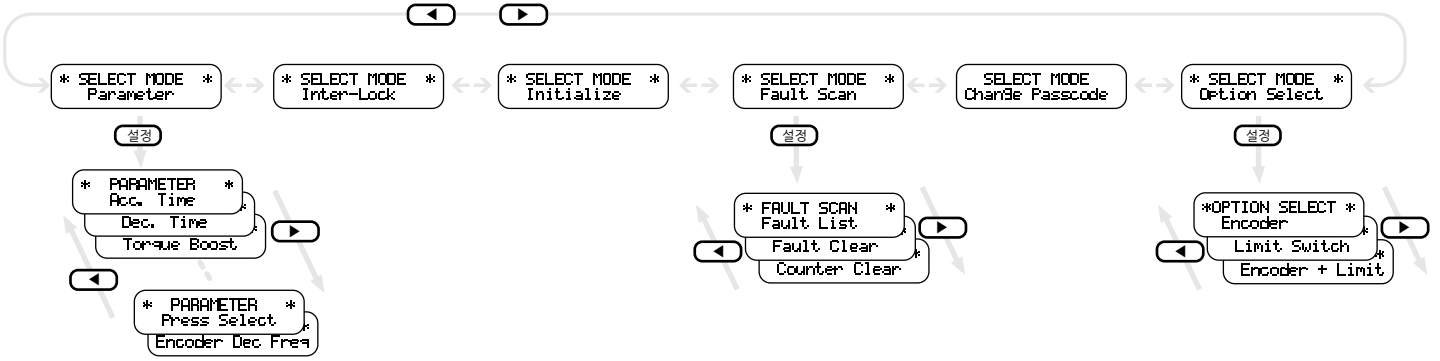 * SELECT MODE *
Parameter
* SELECT MODE *
Inter-Lock
* SELECT MODE *
Initialize
* SELECT MODE *
Fault Scan
SELECT MODE
Change Passcode
* SELECT MODE *
Option Select
설정
설정
설정
* PARAMETER *
Acc. Time
Dec. Time *
Torque Boost *
* PARAMETER *
Press Select
Encoder Dec Freq *
* FAULT SCAN *
Fault List
Fault Clear *
Counter Clear *
*OPTION SELECT *
Encoder
Limit Switch *
Encoder + Limit *